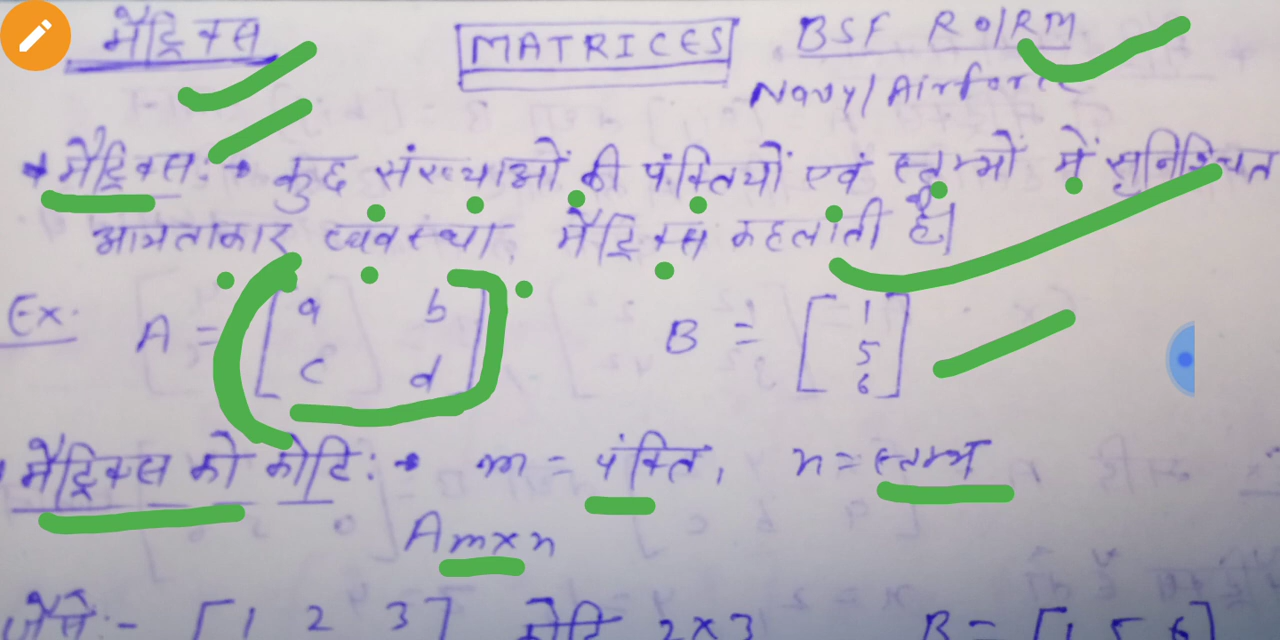 मैट्रिक्स MATRICES BSF RO/RM
Navy/Airforce
मैट्रिक्स:→ कुछ संख्याओं की पंक्तियों एवं स्तम्भों में सुनिश्चित
आयताकार व्यवस्था, मैट्रिक्स कहलाती है।
Ex. A = [ a b B = [ 1
c d ] 5
6 ]
मैट्रिक्स की कोटि:→ m = पंक्ति, n = स्तम्भ
A m×n
जैसे:- [1 2 3] कोटि 2×3 B = [1 5 6]